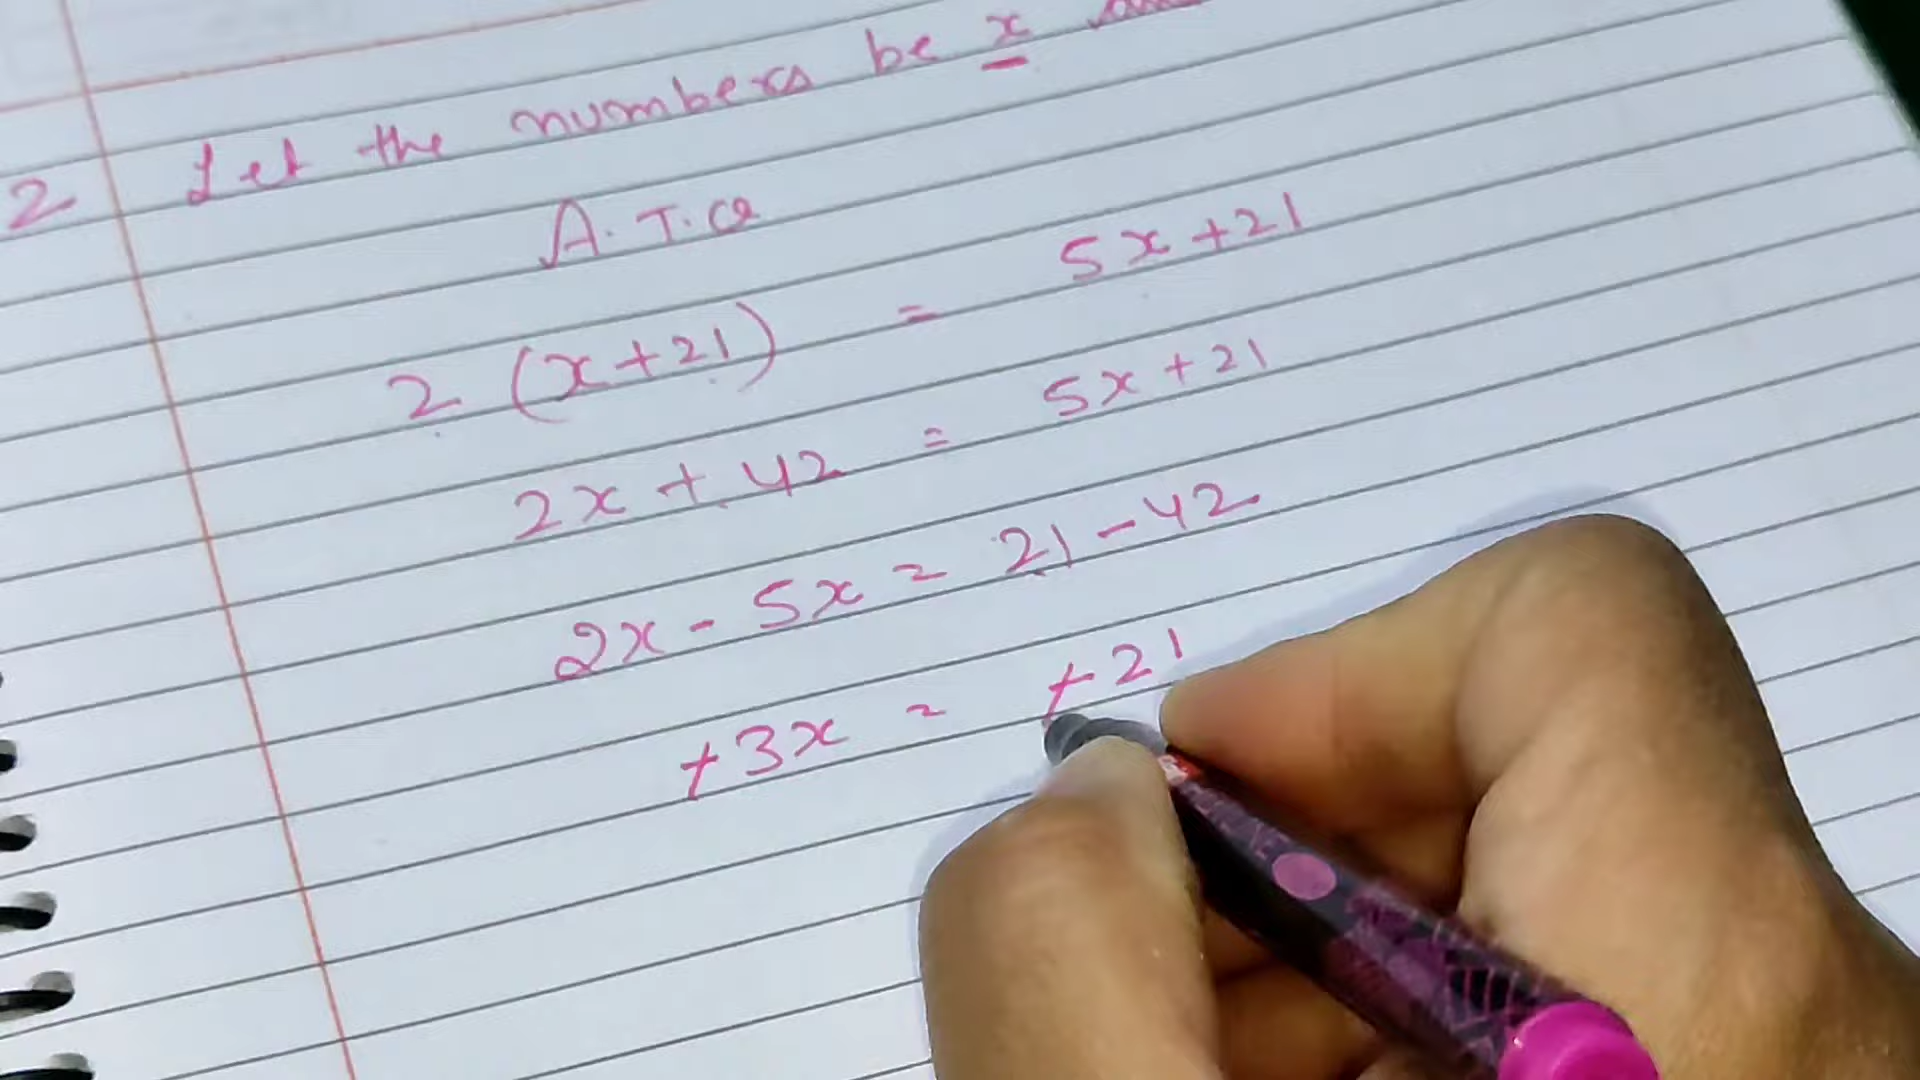 2 Let the numbers be x
A.T.Q
2 (x+21) = 5x+21
2x + 42 = 5x+21
2x - 5x = 21-42
+3x = +21